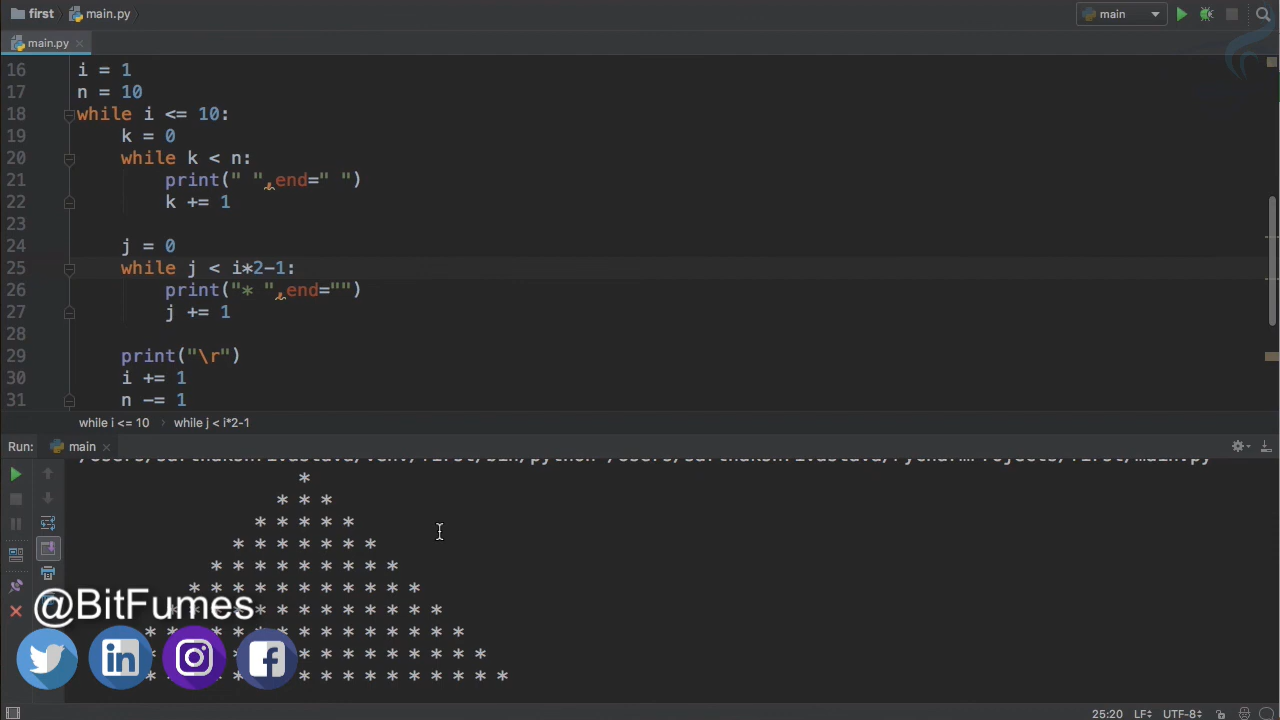 first main.py main
main.py
16 i = 1
17 n = 10
18 while i <= 10:
19 k = 0
20 while k < n:
21 print(" ",end=" ")
22 k += 1
23
24 j = 0
25 while j < i*2-1:
26 print("* ",end="")
27 j += 1
28
29 print("\r")
30 i += 1
31 n -= 1
while i <= 10 › while j < i*2-1
Run: main
*
* * *
* * * * *
* * * * * * *
* * * * * * * * *
* * * * * * * * * * *
@BitFumes
in f
25:20 LF÷ UTF-8÷